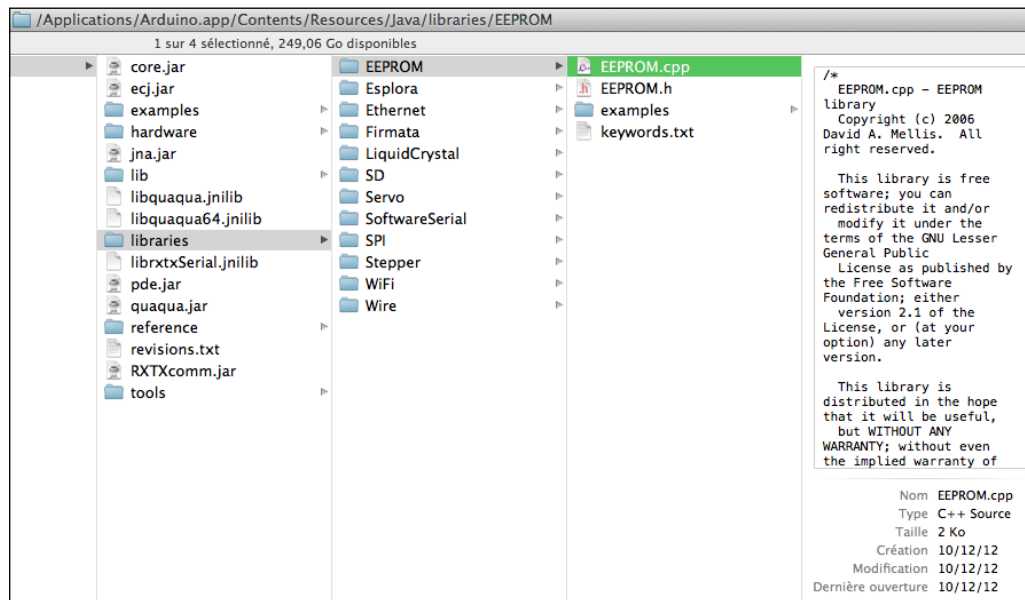 /Applications/Arduino.app/Contents/Resources/Java/libraries/EEPROM
1 sur 4 sélectionné, 249,06 Go disponibles
core.jar
ecj.jar
examples
hardware
jna.jar
lib
libquaqua.jnilib
libquaqua64.jnilib
libraries
librxtxSerial.jnilib
pde.jar
quaqua.jar
reference
revisions.txt
RXTXcomm.jar
tools
EEPROM
Esplora
Ethernet
Firmata
LiquidCrystal
SD
Servo
SoftwareSerial
SPI
Stepper
WiFi
Wire
EEPROM.cpp
EEPROM.h
examples
keywords.txt
/*
EEPROM.cpp - EEPROM
library
Copyright (c) 2006
David A. Mellis.  All
right reserved.
This library is free
software; you can
redistribute it and/or
modify it under the
terms of the GNU Lesser
General Public
License as published by
the Free Software
Foundation; either
version 2.1 of the
License, or (at your
option) any later
version.
This library is
distributed in the hope
that it will be useful,
but WITHOUT ANY
WARRANTY; without even
the implied warranty of
Nom EEPROM.cpp
Type C++ Source
Taille 2 Ko
Création 10/12/12
Modification 10/12/12
Dernière ouverture 10/12/12